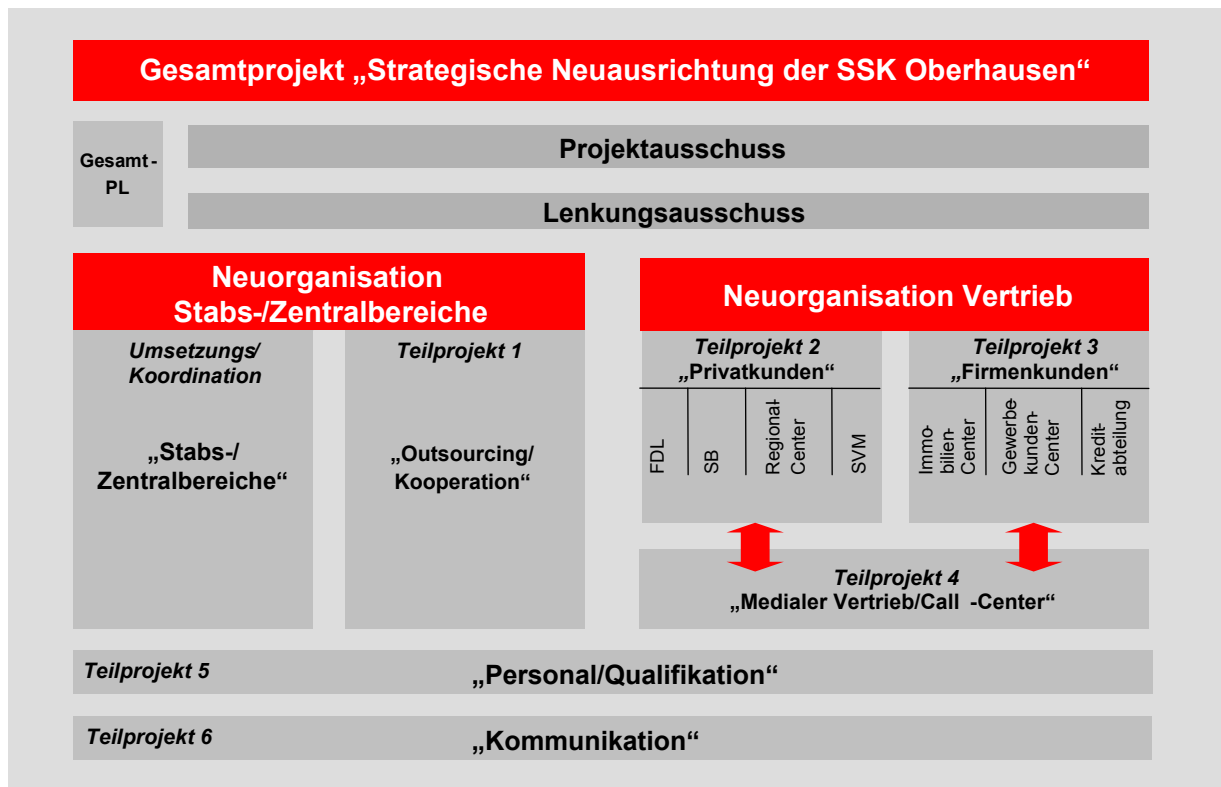 Gesamtprojekt „Strategische Neuausrichtung der SSK Oberhausen“
Gesamt-
PL
Projektausschuss
Lenkungsausschuss
Neuorganisation
Stabs-/Zentralbereiche
Umsetzungs/
Koordination
„Stabs-/
Zentralbereiche“
Teilprojekt 1
„Outsourcing/
Kooperation“
Neuorganisation Vertrieb
Teilprojekt 2
„Privatkunden“
FDL
SB
Regional-
Center
SVM
Teilprojekt 3
„Firmenkunden“
Immo-
bilien-
Center
Gewerbe-
kunden-
Center
Kredit-
abteilung
Teilprojekt 4
„Medialer Vertrieb/Call -Center“
Teilprojekt 5
„Personal/Qualifikation“
Teilprojekt 6
„Kommunikation“